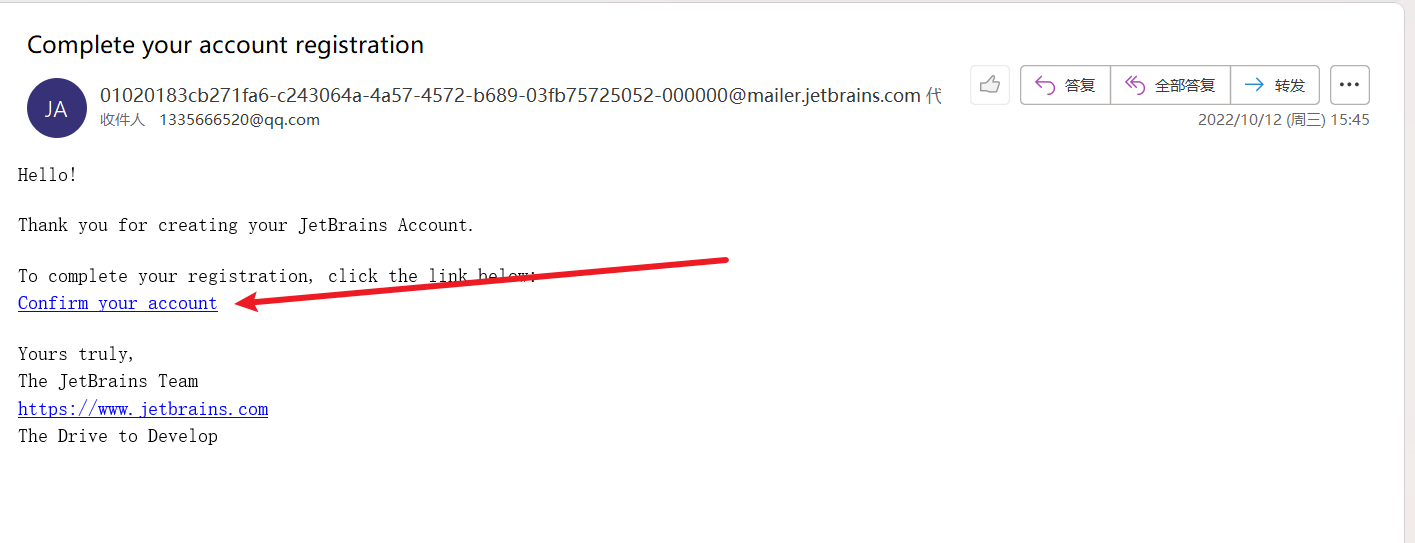 Complete your account registration
JA
01020183cb271fa6-c243064a-4a57-4572-b689-03fb75725052-000000@mailer.jetbrains.com 代
答复
全部答复
转发
收件人 1335666520@qq.com
2022/10/12 (周三) 15:45
Hello!
Thank you for creating your JetBrains Account.
To complete your registration, click the link below:
Confirm your account
Yours truly,
The JetBrains Team
https://www.jetbrains.com
The Drive to Develop